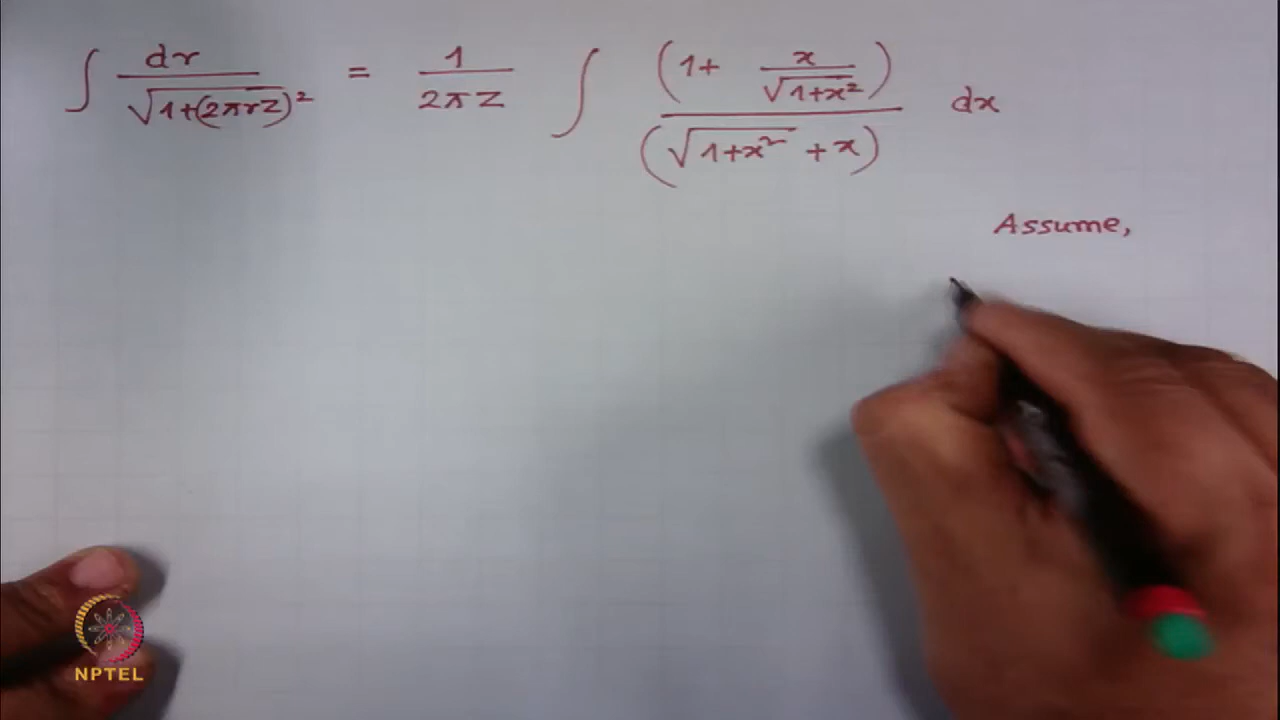 ∫ dr / √(1+(2πrZ)²) = 1 / 2πZ ∫ (1+ x / √(1+x²)) / (√(1+x²) + x) dx
Assume,
NPTEL